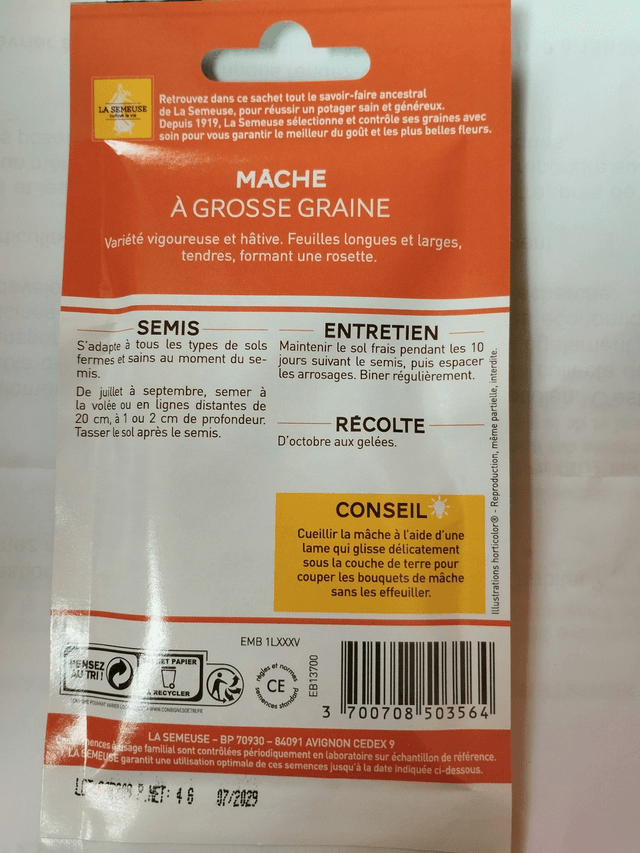 LA SEMEUSE
Retrouvez dans ce sachet tout le savoir-faire ancestral
de La Semeuse, pour réussir un potager sain et généreux.
Depuis 1919, La Semeuse sélectionne et contrôle ses graines avec
soin pour vous garantir le meilleur du goût et les plus belles fleurs.
MÂCHE
À GROSSE GRAINE
Variété vigoureuse et hâtive. Feuilles longues et larges,
tendres, formant une rosette.
SEMIS
S'adapte à tous les types de sols
fermes et sains au moment du se-
mis.
De juillet à septembre, semer à
la volée ou en lignes distantes de
20 cm, à 1 ou 2 cm de profondeur.
Tasser le sol après le semis.
ENTRETIEN
Maintenir le sol frais pendant les 10
jours suivant le semis, puis espacer
les arrosages. Biner régulièrement.
RÉCOLTE
D'octobre aux gelées.
CONSEIL
Cueillir la mâche à l'aide d'une
lame qui glisse délicatement
sous la couche de terre pour
couper les bouquets de mâche
sans les effeuiller.
Illustrations horticolor® - Reproduction, même partielle, interdite.
EMB 1LXXXV
PENSEZ
AU TRI !
ET PAPIER
À RECYCLER
WWW.CONSIGNESDETRI.FR
règles et normes
CE
semences standard
EB13700
3 700708 503564
LA SEMEUSE – BP 70930 – 84091 AVIGNON CEDEX 9
semences à usage familial sont contrôlées périodiquement en laboratoire sur échantillon de référence.
LA SEMEUSE garantit une utilisation optimale de ces semences jusqu'à la date indiquée ci-dessous.
LOT P.NET: 4 G 07/2029